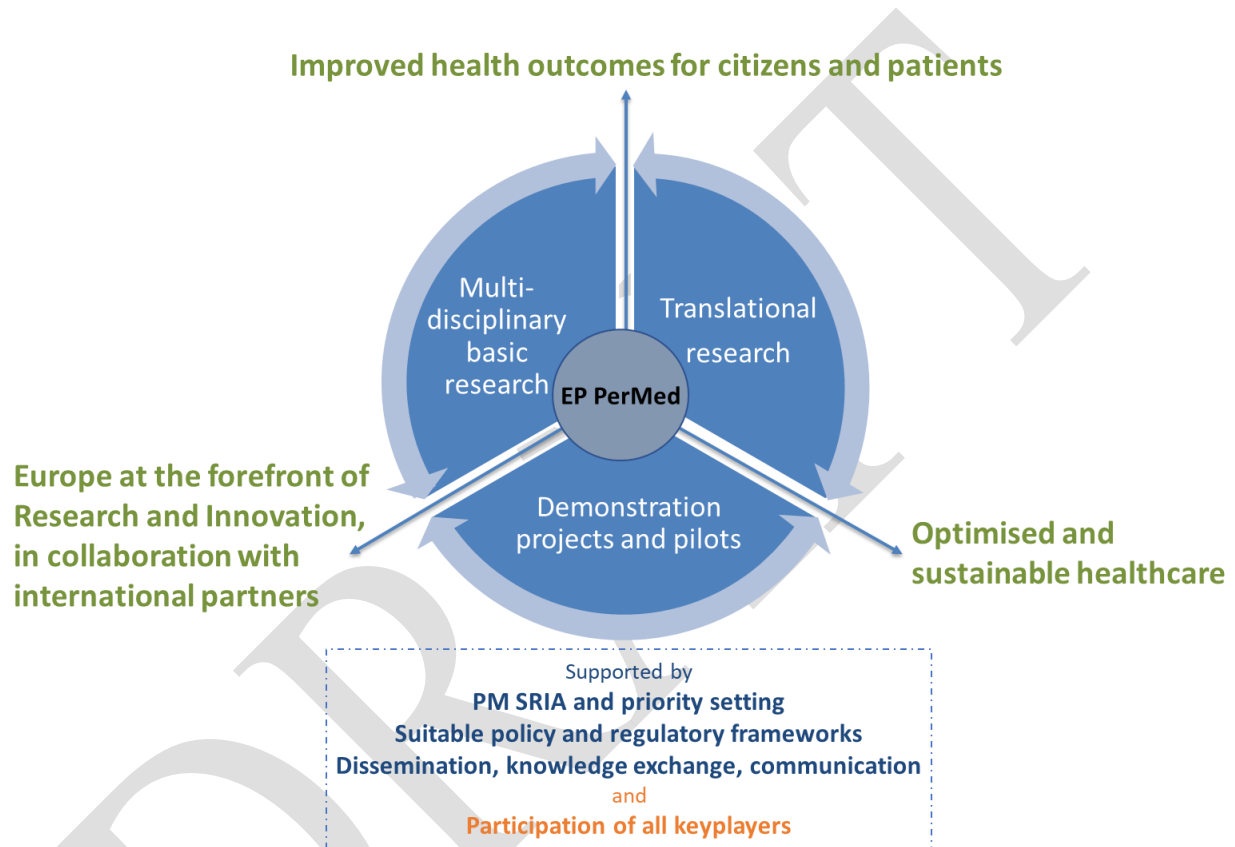 Improved health outcomes for citizens and patients
Multi-
disciplinary
basic
research
Translational
research
EP PerMed
Demonstration
projects and pilots
Europe at the forefront of
Research and Innovation,
in collaboration with
international partners
Optimised and
sustainable healthcare
Supported by
PM SRIA and priority setting
Suitable policy and regulatory frameworks
Dissemination, knowledge exchange, communication
and
Participation of all keyplayers
DRAFT